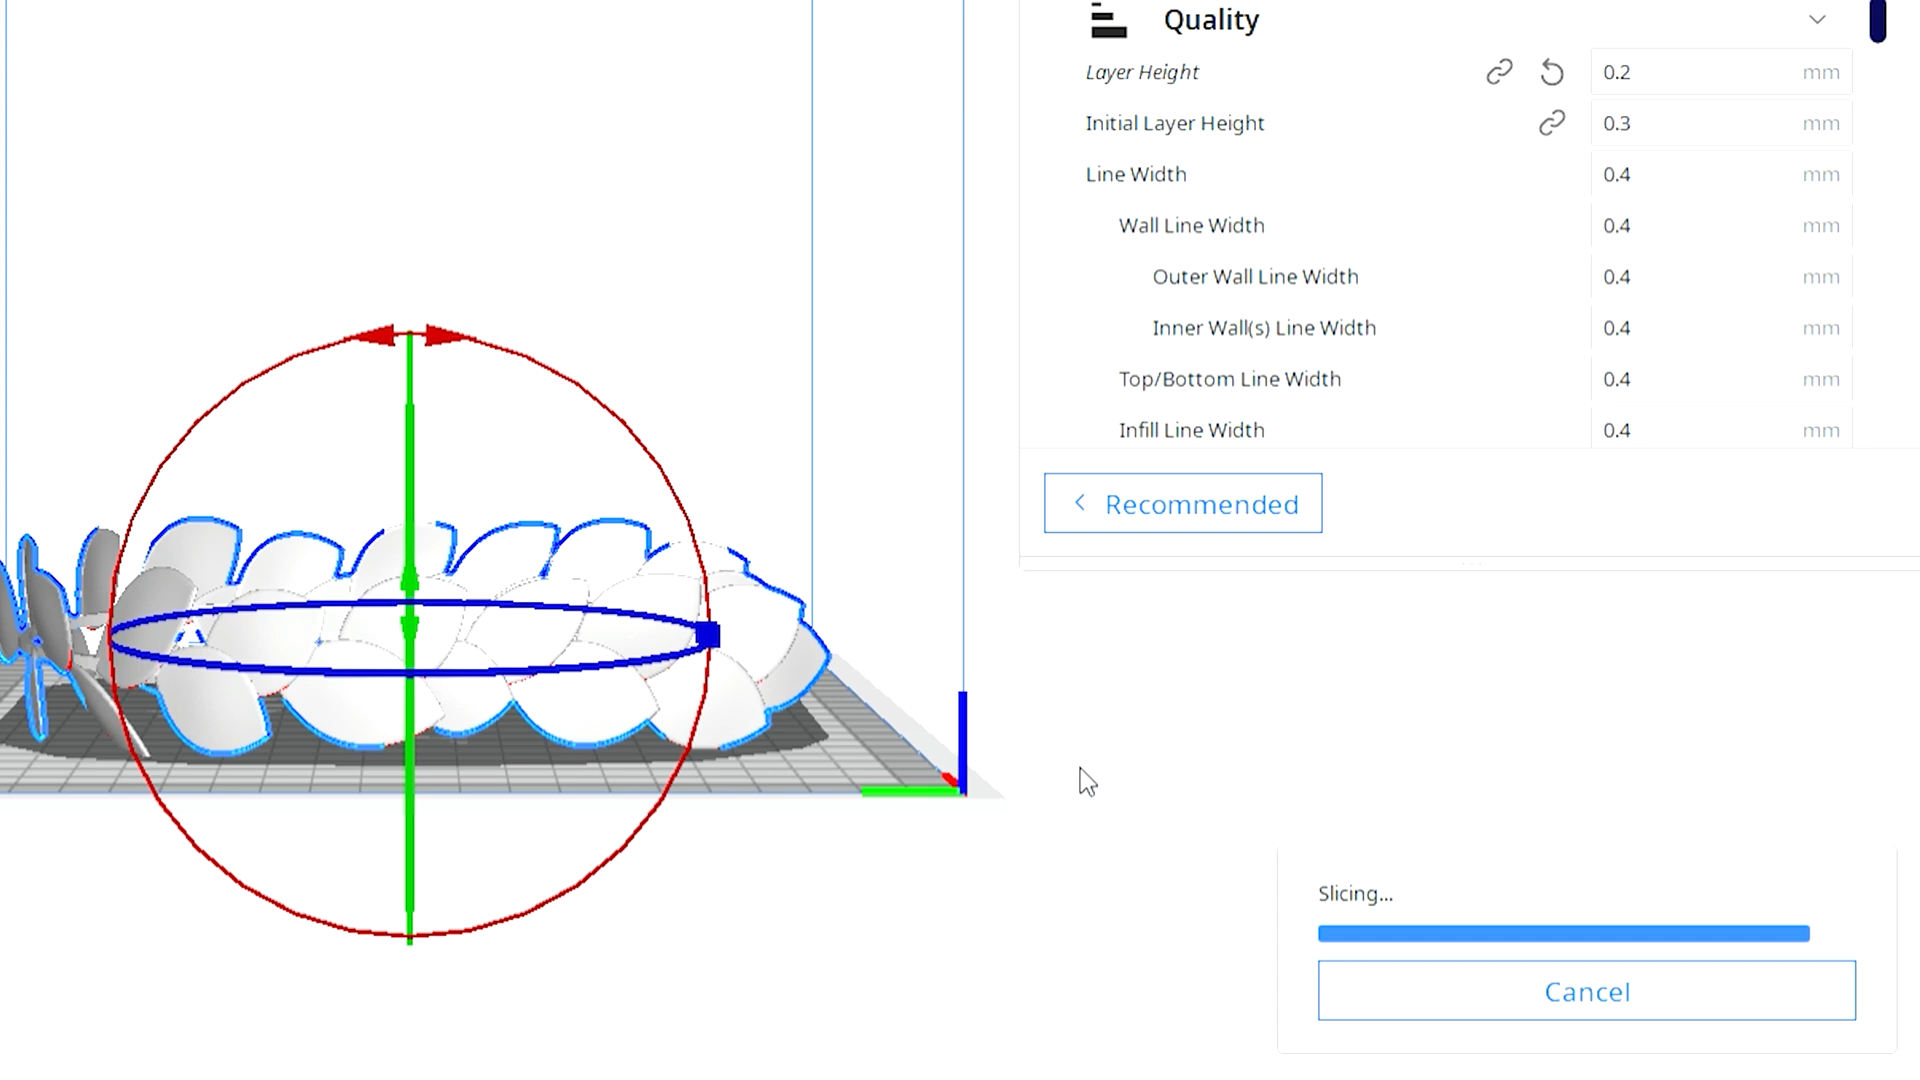 Quality
Layer Height 0.2 mm
Initial Layer Height 0.3 mm
Line Width 0.4 mm
Wall Line Width 0.4 mm
Outer Wall Line Width 0.4 mm
Inner Wall(s) Line Width 0.4 mm
Top/Bottom Line Width 0.4 mm
Infill Line Width 0.4 mm
Recommended
Slicing...
Cancel